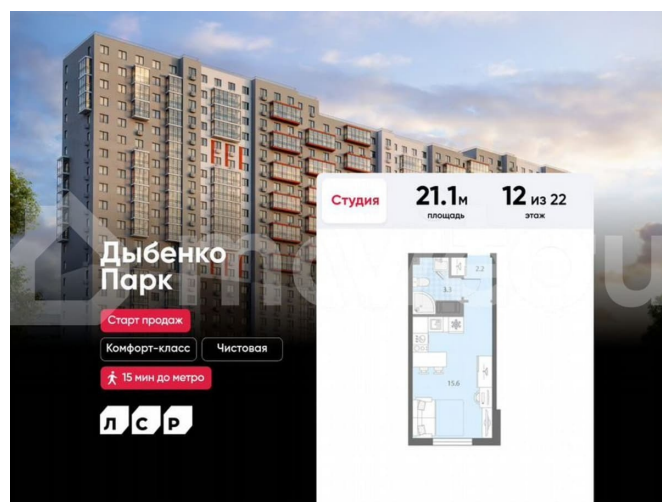 Студия
21.1м
площадь
12 из 22
этаж
Дыбенко
Парк
Старт продаж
Комфорт-класс
Чистовая
15 мин до метро
ЛСР
2.2
3.3
15.6